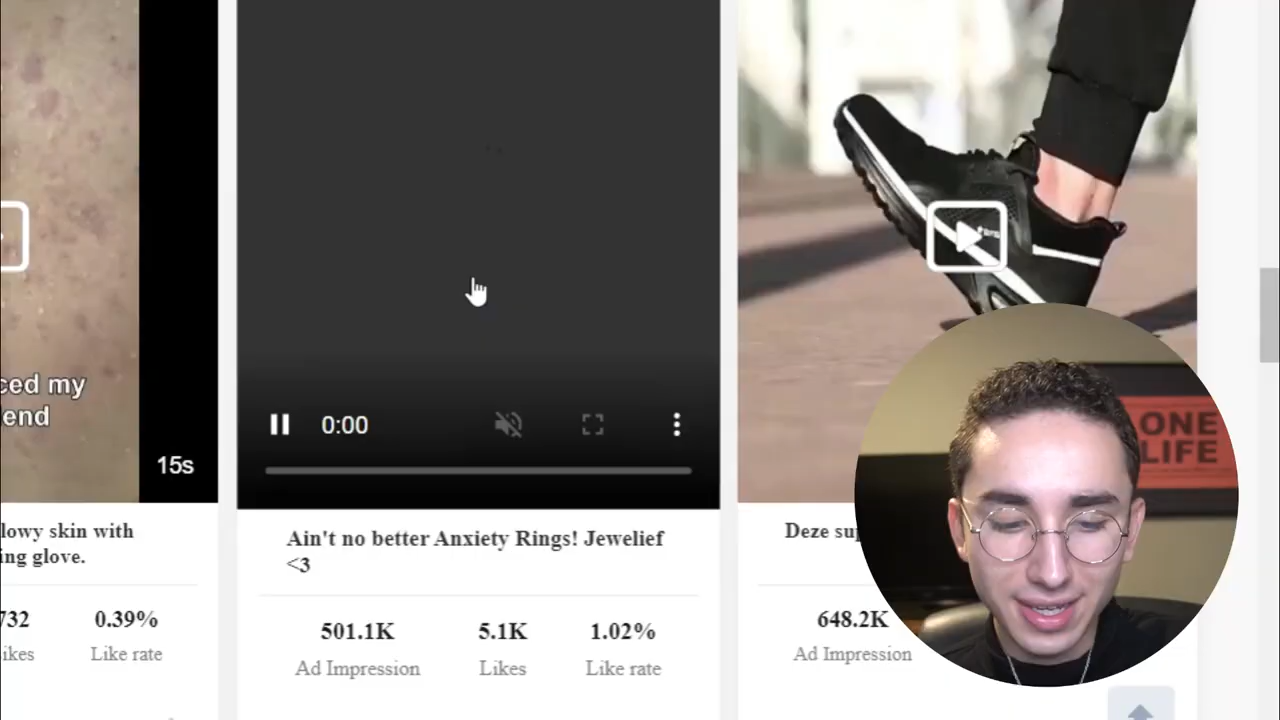 ced my
end
15s
lowy skin with
ing glove.
732
0.39%
ikes
Like rate
0:00
Ain't no better Anxiety Rings! Jewelief
<3
501.1K
5.1K
1.02%
Ad Impression
Likes
Like rate
Deze sup
648.2K
Ad Impression
ONE
LIFE